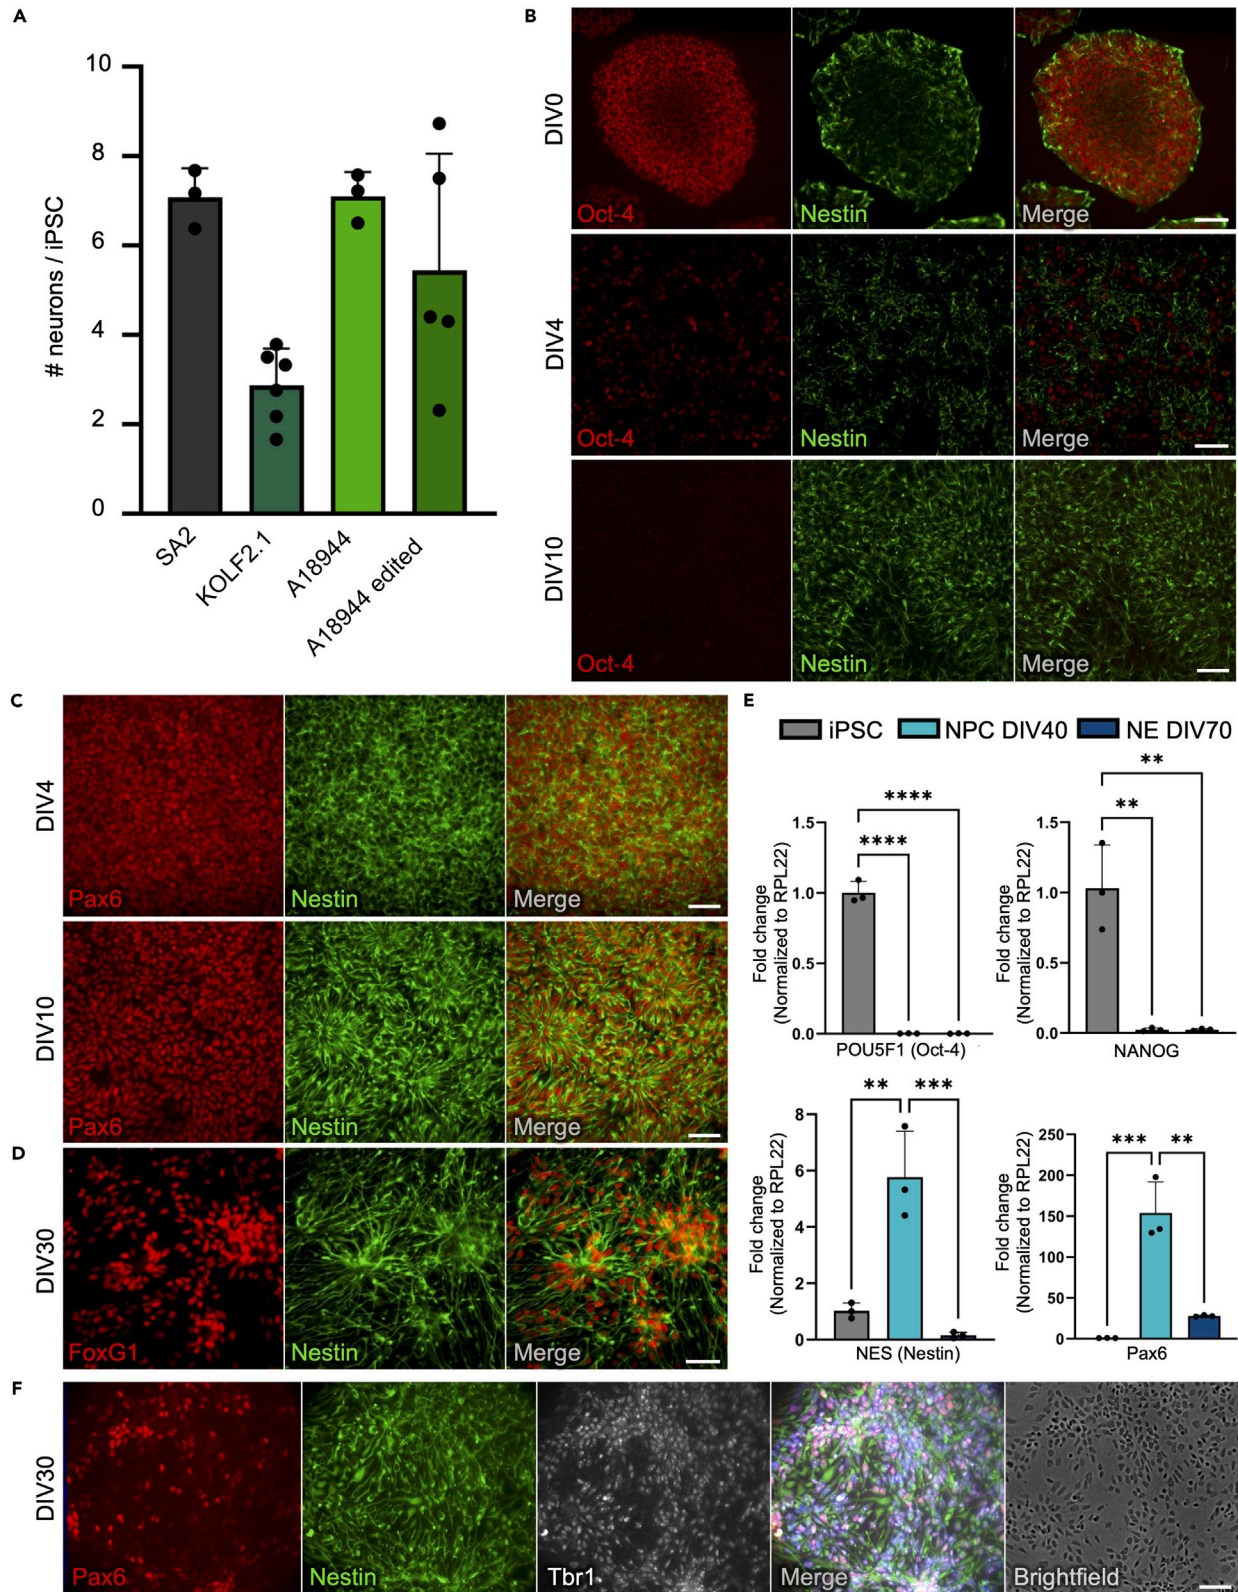 A
10
8
6
4
2
0
# neurons / iPSC
SA2
KOLF2.1
A18944
A18944 edited
B
DIV0
Oct-4
Nestin
Merge
DIV4
Oct-4
Nestin
Merge
DIV10
Oct-4
Nestin
Merge
C
DIV4
Pax6
Nestin
Merge
DIV10
Pax6
Nestin
Merge
D
DIV30
FoxG1
Nestin
Merge
E
iPSC
NPC DIV40
NE DIV70
Fold change
(Normalized to RPL22)
1.5
1.0
0.5
0.0
****
****
POU5F1 (Oct-4)
Fold change
(Normalized to RPL22)
1.5
1.0
0.5
0.0
**
**
NANOG
Fold change
(Normalized to RPL22)
8
6
4
2
0
** ***
NES (Nestin)
Fold change
(Normalized to RPL22)
250
200
150
100
50
0
*** **
Pax6
F
DIV30
Pax6
Nestin
Tbr1
Merge
Brightfield